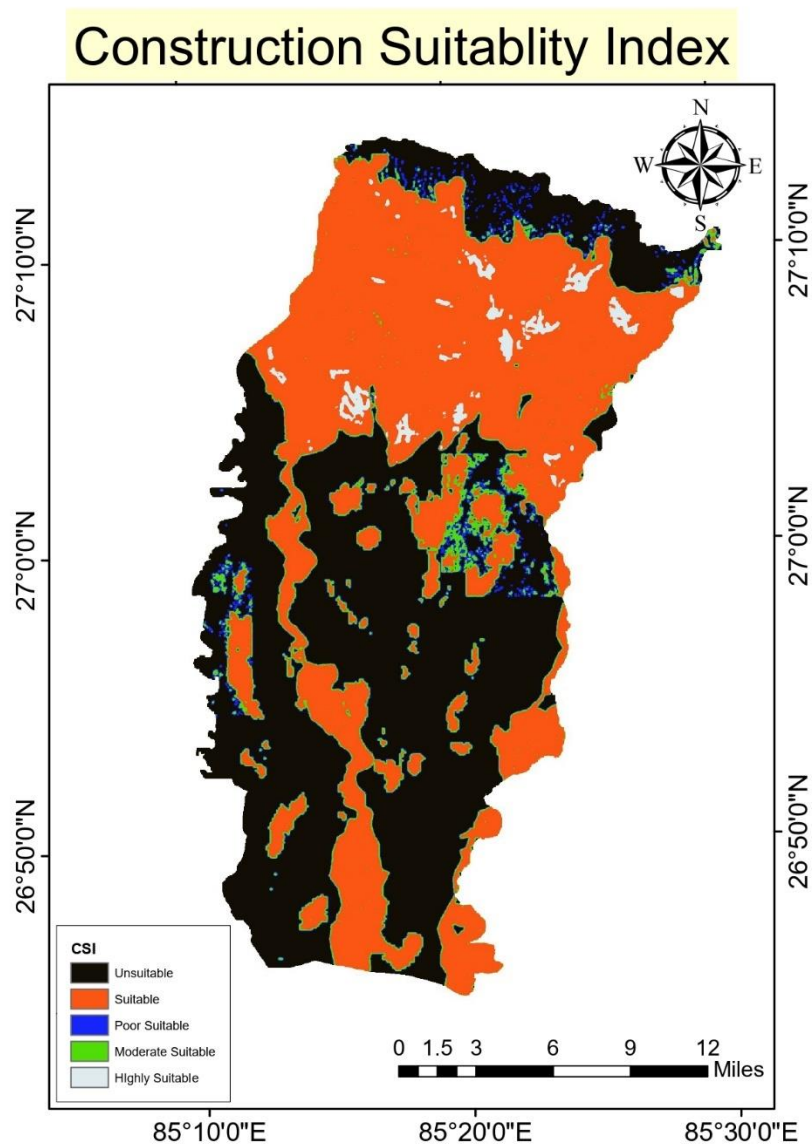 Construction Suitablity Index
N
W E
S
27°10'0"N
27°10'0"N
27°0'0"N
27°0'0"N
26°50'0"N
26°50'0"N
CSI
Unsuitable
Suitable
Poor Suitable
Moderate Suitable
HIghly Suitable
0 1.5 3 6 9 12
Miles
85°10'0"E 85°20'0"E 85°30'0"E